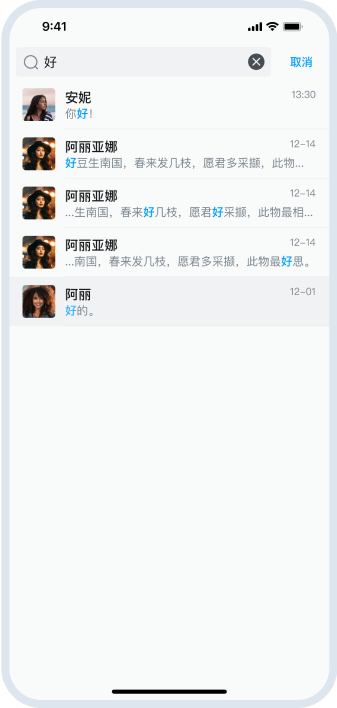 9:41
好
取消
安妮
13:30
你好！
阿丽亚娜
12-14
好豆生南国，春来发几枝，愿君多采撷，此物...
阿丽亚娜
12-14
...生南国，春来好几枝，愿君好采撷，此物最相...
阿丽亚娜
12-14
...南国，春来发几枝，愿君多采撷，此物最好思。
阿丽
12-01
好的。